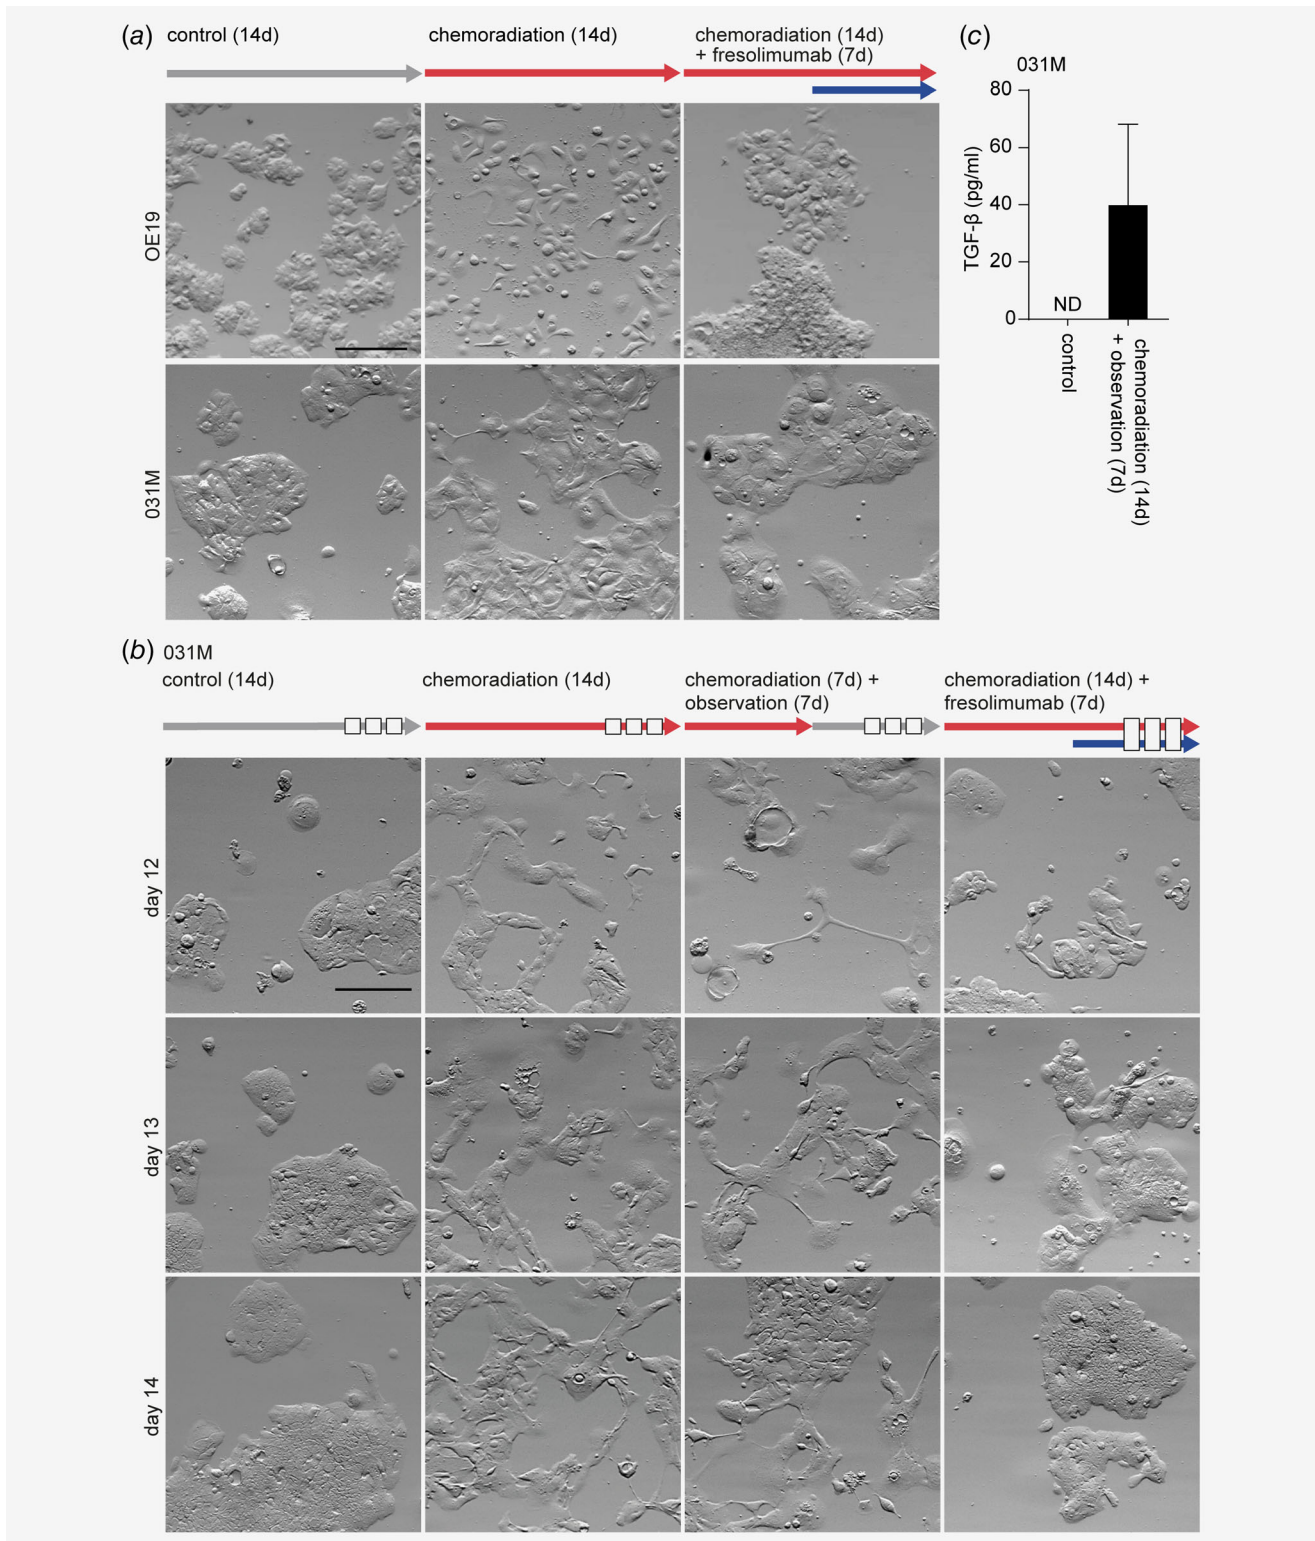 (a)
control (14d)
chemoradiation (14d)
chemoradiation (14d)
+ fresolimumab (7d)
OE19
031M
(c)
031M
TGF-β (pg/ml)
80
60
40
20
0
ND
control
chemoradiation (14d)
+ observation (7d)
(b)
031M
control (14d)
chemoradiation (14d)
chemoradiation (7d) +
observation (7d)
chemoradiation (14d) +
fresolimumab (7d)
day 12
day 13
day 14